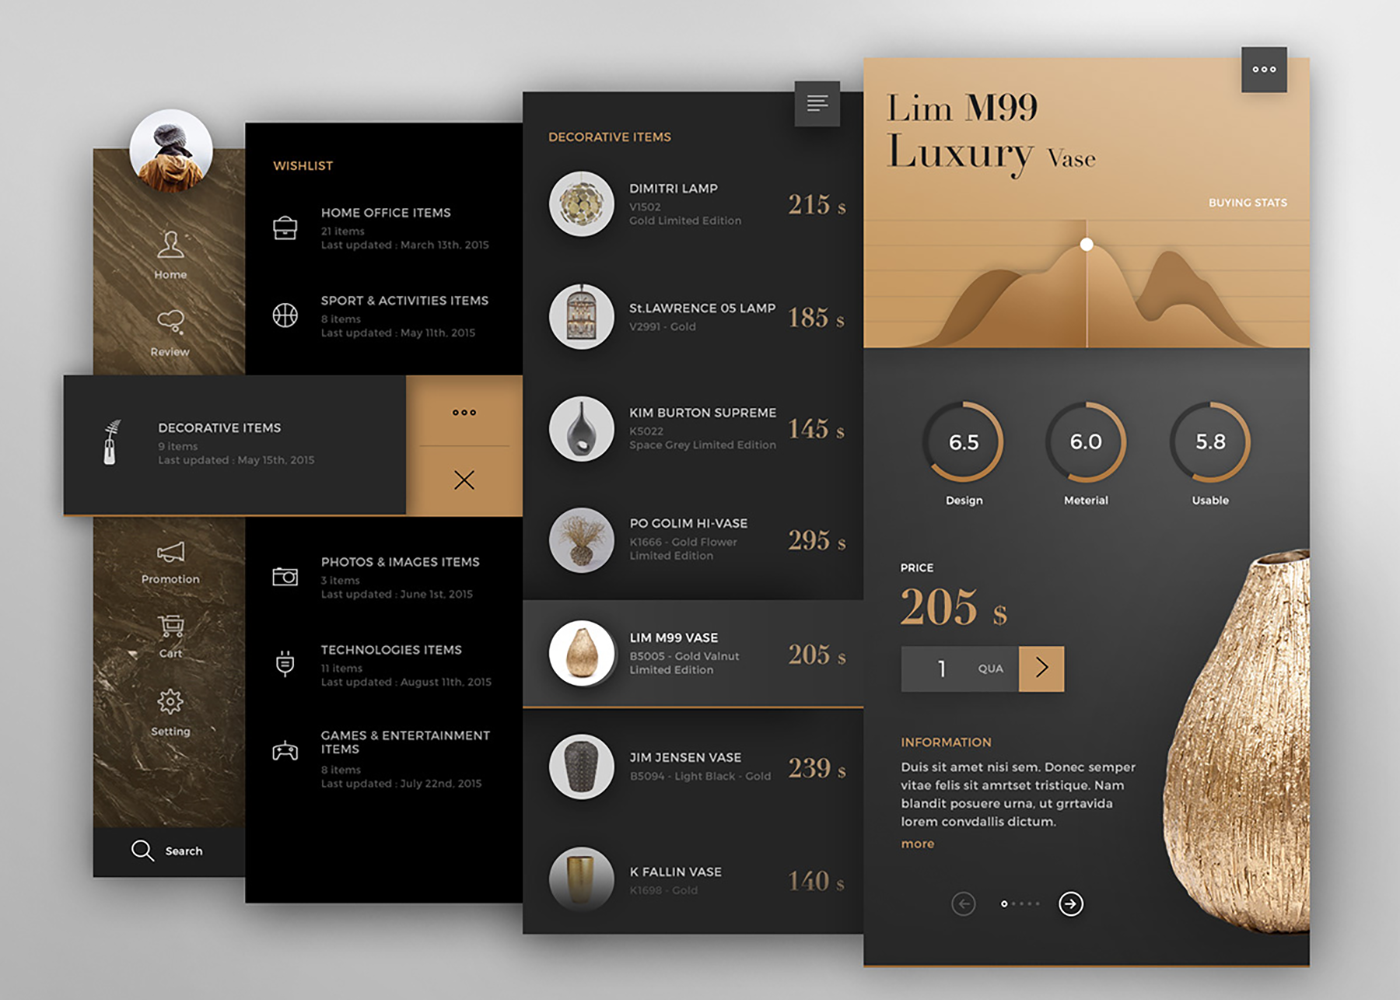 Home
Review
Promotion
Cart
Setting
Search
WISHLIST
HOME OFFICE ITEMS
21 items
Last updated : March 13th, 2015
SPORT & ACTIVITIES ITEMS
8 items
Last updated : May 11th, 2015
DECORATIVE ITEMS
9 items
Last updated : May 15th, 2015
PHOTOS & IMAGES ITEMS
3 items
Last updated : June 1st, 2015
TECHNOLOGIES ITEMS
11 items
Last updated : August 11th, 2015
GAMES & ENTERTAINMENT
ITEMS
8 items
Last updated : July 22nd, 2015
DECORATIVE ITEMS
DIMITRI LAMP
V1502
Gold Limited Edition
215 $
St.LAWRENCE 05 LAMP
V2991 - Gold
185 $
KIM BURTON SUPREME
K5022
Space Grey Limited Edition
145 $
PO GOLIM HI-VASE
K1666 - Gold Flower
Limited Edition
295 $
LIM M99 VASE
B5005 - Gold Valnut
Limited Edition
205 $
JIM JENSEN VASE
B5094 - Light Black - Gold
239 $
K FALLIN VASE
K1698 - Gold
140 $
Lim M99
Luxury Vase
BUYING STATS
6.5
Design
6.0
Meterial
5.8
Usable
PRICE
205 $
1 QUA
INFORMATION
Duis sit amet nisi sem. Donec semper
vitae felis sit amrtset tristique. Nam
blandit posuere urna, ut grrtavida
lorem convdallis dictum.
more